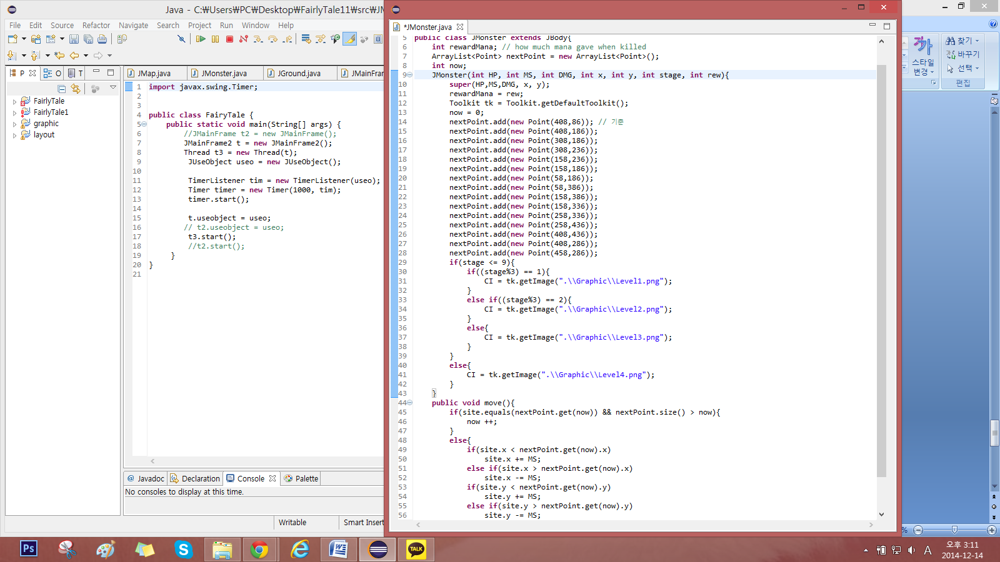 Java - C:₩Users₩PC₩Desktop₩FairlyTale11₩src₩JM
File Edit Source Refactor Navigate Search Project Run Window Help
P O T
FairlyTale
FairlyTale1
graphic
layout
JMap.java JMonster.java JGround.java JMainFram
1 import javax.swing.Timer;
2
3
4 public class FairyTale {
5 public static void main(String[] args) {
6 //JMainFrame t2 = new JMainFrame();
7 JMainFrame2 t = new JMainFrame2();
8 Thread t3 = new Thread(t);
9 JUseObject useo = new JUseObject();
10
11 TimerListener tim = new TimerListener(useo);
12 Timer timer = new Timer(1000, tim);
13 timer.start();
14
15 t.useobject = useo;
16 // t2.useobject = useo;
17 t3.start();
18 //t2.start();
19 }
20 }
21
@ Javadoc Declaration Console Palette
No consoles to display at this time.
Writable Smart Insert
*JMonster.java
5 public class JMonster extends JBody{
6 int rewardMana; // how much mana gave when killed
7 ArrayList<Point> nextPoint = new ArrayList<Point>();
8 int now;
9 JMonster(int HP, int MS, int DMG, int x, int y, int stage, int rew){
10 super(HP,MS,DMG, x, y);
11 rewardMana = rew;
12 Toolkit tk = Toolkit.getDefaultToolkit();
13 now = 0;
14 nextPoint.add(new Point(408,86)); // 기준
15 nextPoint.add(new Point(408,186));
16 nextPoint.add(new Point(308,186));
17 nextPoint.add(new Point(308,236));
18 nextPoint.add(new Point(158,236));
19 nextPoint.add(new Point(158,186));
20 nextPoint.add(new Point(58,186));
21 nextPoint.add(new Point(58,386));
22 nextPoint.add(new Point(158,386));
23 nextPoint.add(new Point(158,336));
24 nextPoint.add(new Point(258,336));
25 nextPoint.add(new Point(258,436));
26 nextPoint.add(new Point(408,436));
27 nextPoint.add(new Point(408,286));
28 nextPoint.add(new Point(458,286));
29 if(stage <= 9){
30 if((stage%3) == 1){
31 CI = tk.getImage(".\\Graphic\\Level1.png");
32 }
33 else if((stage%3) == 2){
34 CI = tk.getImage(".\\Graphic\\Level2.png");
35 }
36 else{
37 CI = tk.getImage(".\\Graphic\\Level3.png");
38 }
39 }
40 else{
41 CI = tk.getImage(".\\Graphic\\Level4.png");
42 }
43 }
44 public void move(){
45 if(site.equals(nextPoint.get(now)) && nextPoint.size() > now){
46 now ++;
47 }
48 else{
49 if(site.x < nextPoint.get(now).x)
50 site.x += MS;
51 else if(site.x > nextPoint.get(now).x)
52 site.x -= MS;
53 if(site.y < nextPoint.get(now).y)
54 site.y += MS;
55 else if(site.y > nextPoint.get(now).y)
56 site.y -= MS;
가
스타일
변경
찾기
바꾸기
선택
편집
%
Ps
TALK
A
오후 3:11
2014-12-14